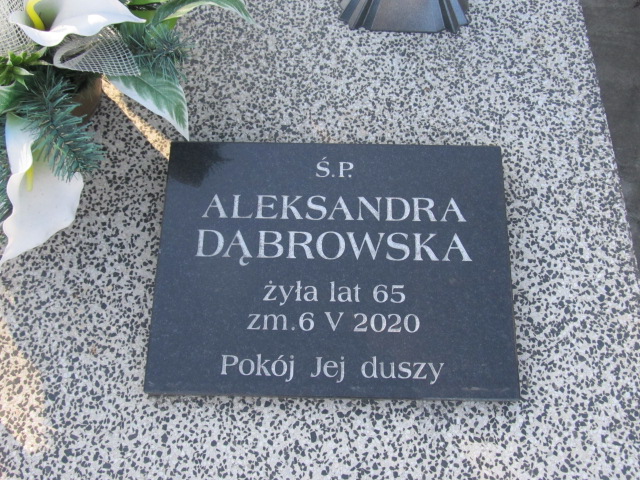 Ś.P.
ALEKSANDRA
DĄBROWSKA
żyła lat 65
zm. 6 V 2020
Pokój Jej duszy